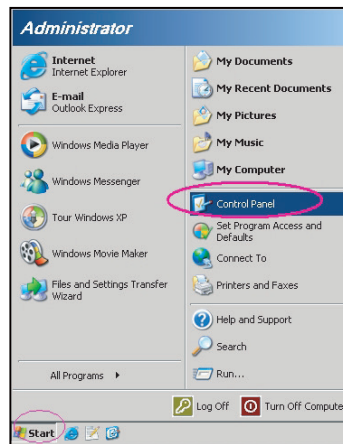 Administrator
Internet
Internet Explorer
E-mail
Outlook Express
Windows Media Player
Windows Messenger
Tour Windows XP
Windows Movie Maker
Files and Settings Transfer
Wizard
All Programs
My Documents
My Recent Documents
My Pictures
My Music
My Computer
Control Panel
Set Program Access and
Defaults
Connect To
Printers and Faxes
Help and Support
Search
Run...
Log Off
Turn Off Compute
Start